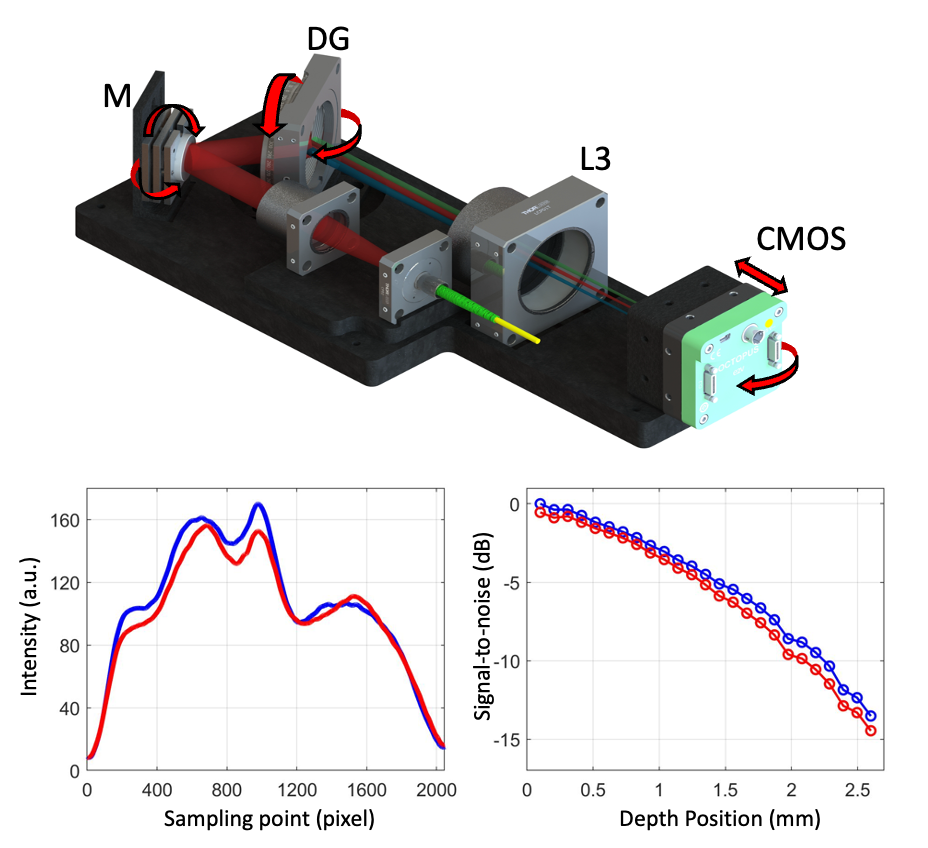 DG
M
L3
THORLABS
CMOS
OCTOPUS
160
120
80
40
0
Intensity (a.u.)
0 400 800 1200 1600 2000
Sampling point (pixel)
0
-5
-10
-15
Signal-to-noise (dB)
0 0.5 1 1.5 2 2.5
Depth Position (mm)